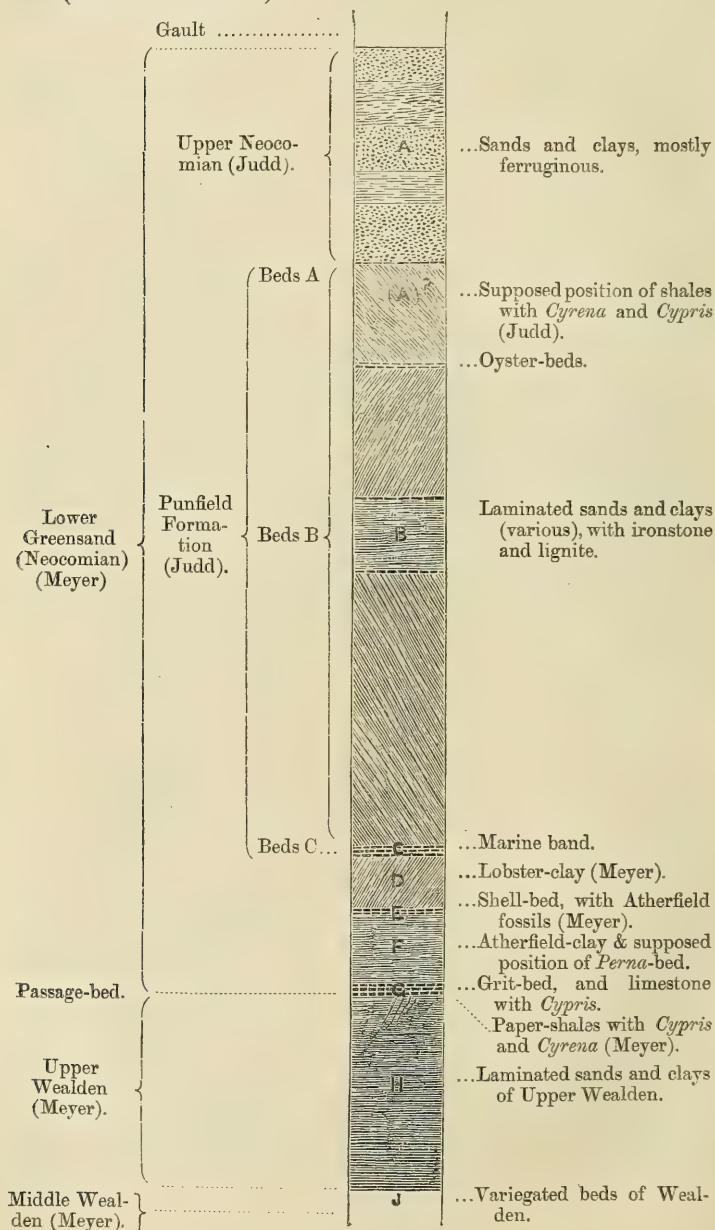 Gault ..................
Upper Neoco-
mian (Judd).
A
...Sands and clays, mostly
ferruginous.
Beds A
(A)?
...Supposed position of shales
with Cyrena and Cypris
(Judd).
...Oyster-beds.
Lower
Greensand
(Neocomian)
(Meyer)
Punfield
Forma-
tion
(Judd).
Beds B
B
Laminated sands and clays
(various), with ironstone
and lignite.
Beds C...
C
...Marine band.
D
...Lobster-clay (Meyer).
E
...Shell-bed, with Atherfield
fossils (Meyer).
F
...Atherfield-clay & supposed
position of Perna-bed.
Passage-bed.
G
...Grit-bed, and limestone
with Cypris.
Paper-shales with Cypris
and Cyrena (Meyer).
Upper
Wealden
(Meyer).
H
...Laminated sands and clays
of Upper Wealden.
Middle Weal-
den (Meyer).
J
...Variegated beds of Weal-
den.